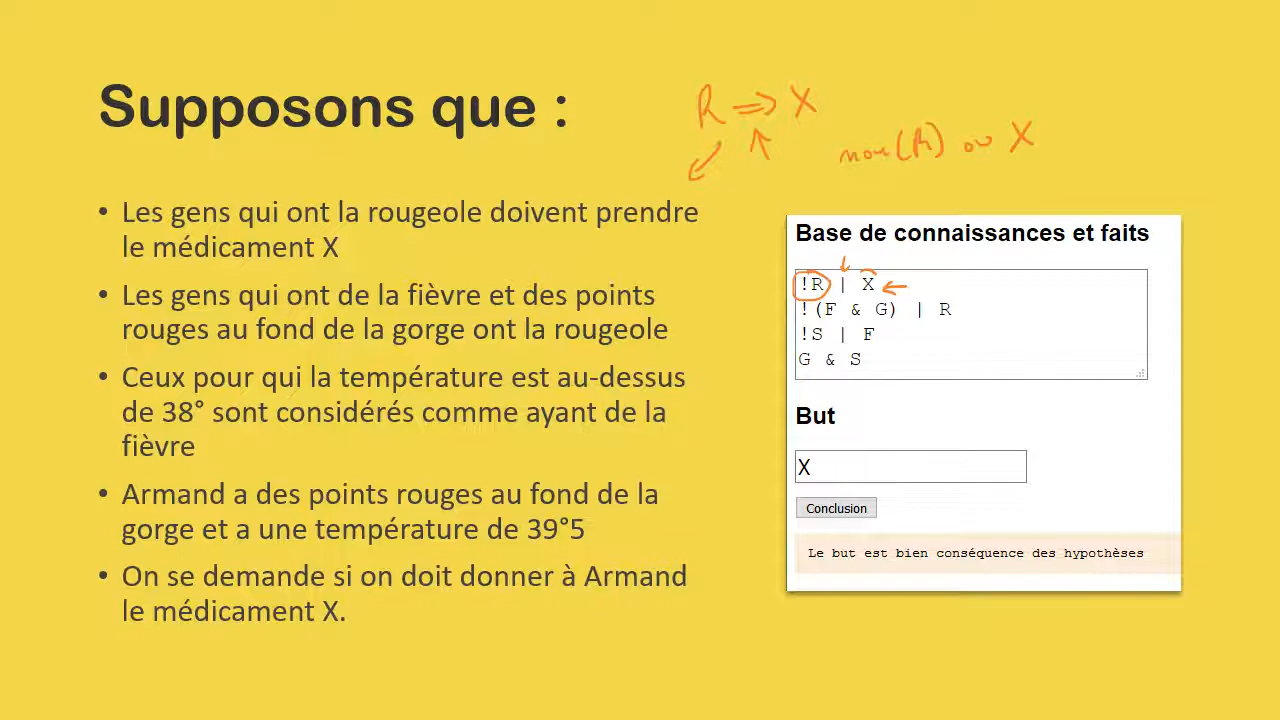 Supposons que :
R => X
non(R) ou X
• Les gens qui ont la rougeole doivent prendre
le médicament X
• Les gens qui ont de la fièvre et des points
rouges au fond de la gorge ont la rougeole
• Ceux pour qui la température est au-dessus
de 38° sont considérés comme ayant de la
fièvre
• Armand a des points rouges au fond de la
gorge et a une température de 39°5
• On se demande si on doit donner à Armand
le médicament X.
Base de connaissances et faits
!R | X
!(F & G) | R
!S | F
G & S
But
X
Conclusion
Le but est bien conséquence des hypothèses